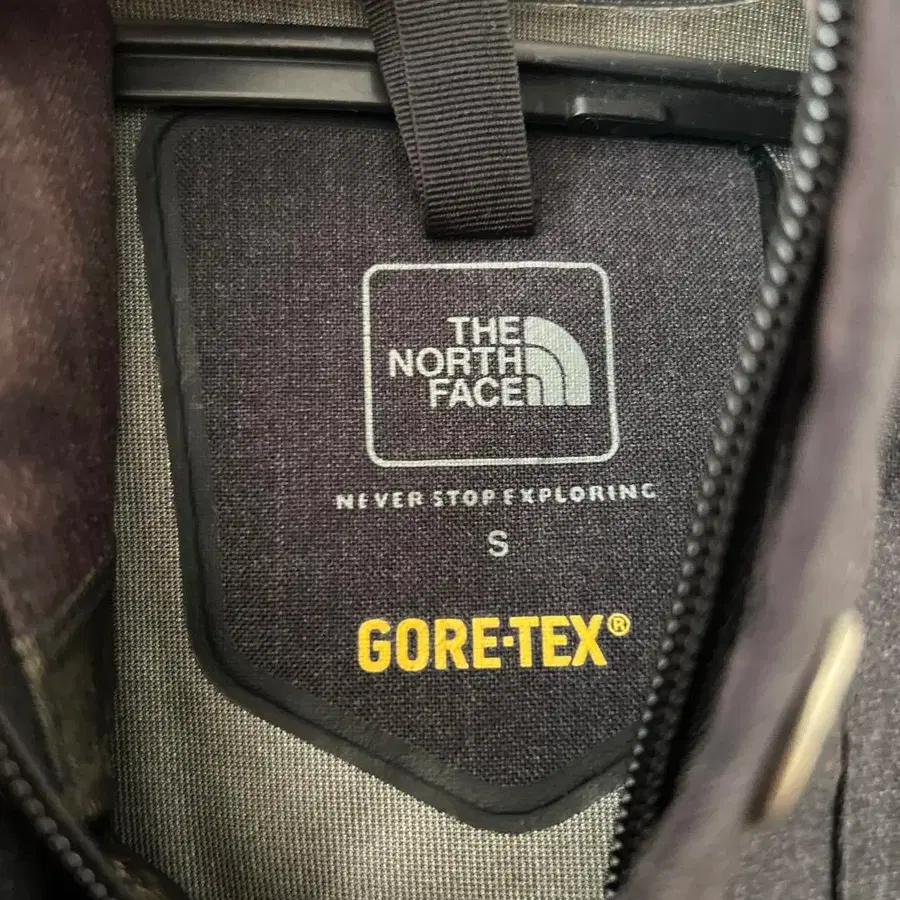 THE
NORTH
FACE
NEVER STOP EXPLORING
S
GORE-TEX®